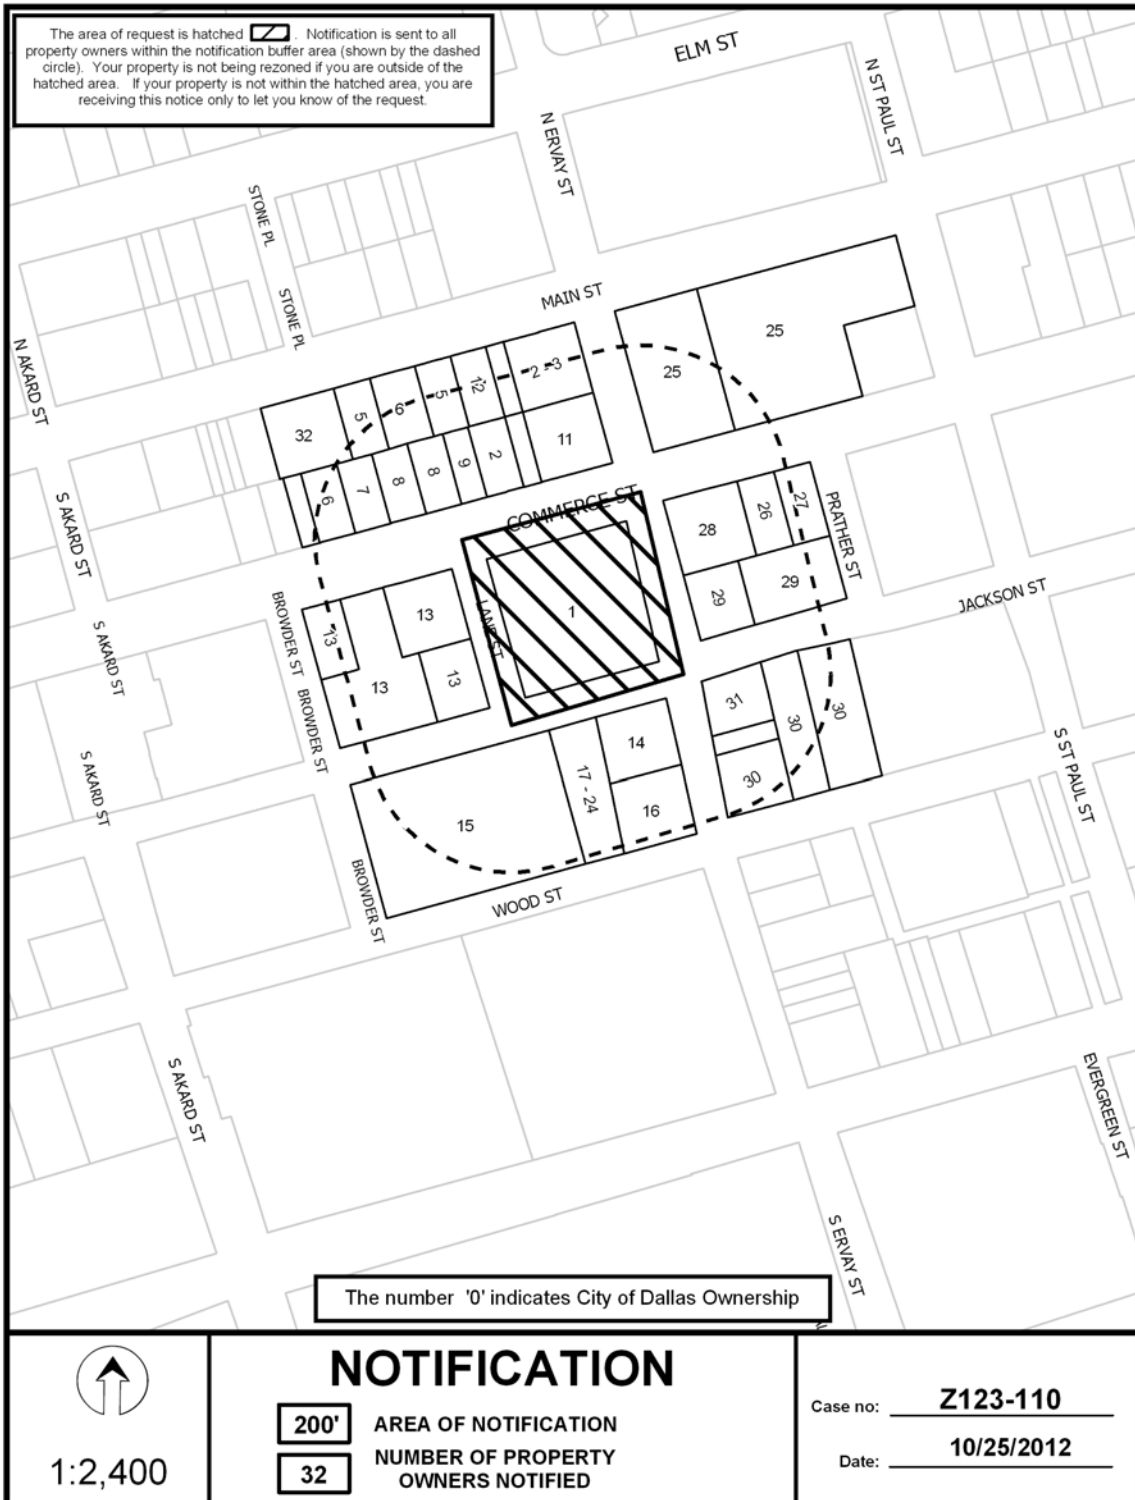 The area of request is hatched . Notification is sent to all
property owners within the notification buffer area (shown by the dashed
circle). Your property is not being rezoned if you are outside of the
hatched area. If your property is not within the hatched area, you are
receiving this notice only to let you know of the request.
ELM ST
N ST PAUL ST
N ERVAY ST
STONE PL
STONE PL
MAIN ST
N AKARD ST
25
25
2 - 3
12
5
6
5
32
11
2
9
8
8
7
6
S AKARD ST
COMMERCE ST
27
26
28
PRATHER ST
29
29
JACKSON ST
BROWDER ST
LANE ST
1
13
13
13
13
S AKARD ST
BROWDER ST
31
30
30
30
S ST PAUL ST
S AKARD ST
14
17 - 24
16
15
BROWDER ST
WOOD ST
S AKARD ST
EVERGREEN ST
S ERVAY ST
The number '0' indicates City of Dallas Ownership
1:2,400
NOTIFICATION
200' AREA OF NOTIFICATION
32 NUMBER OF PROPERTY
OWNERS NOTIFIED
Case no: Z123-110
Date: 10/25/2012